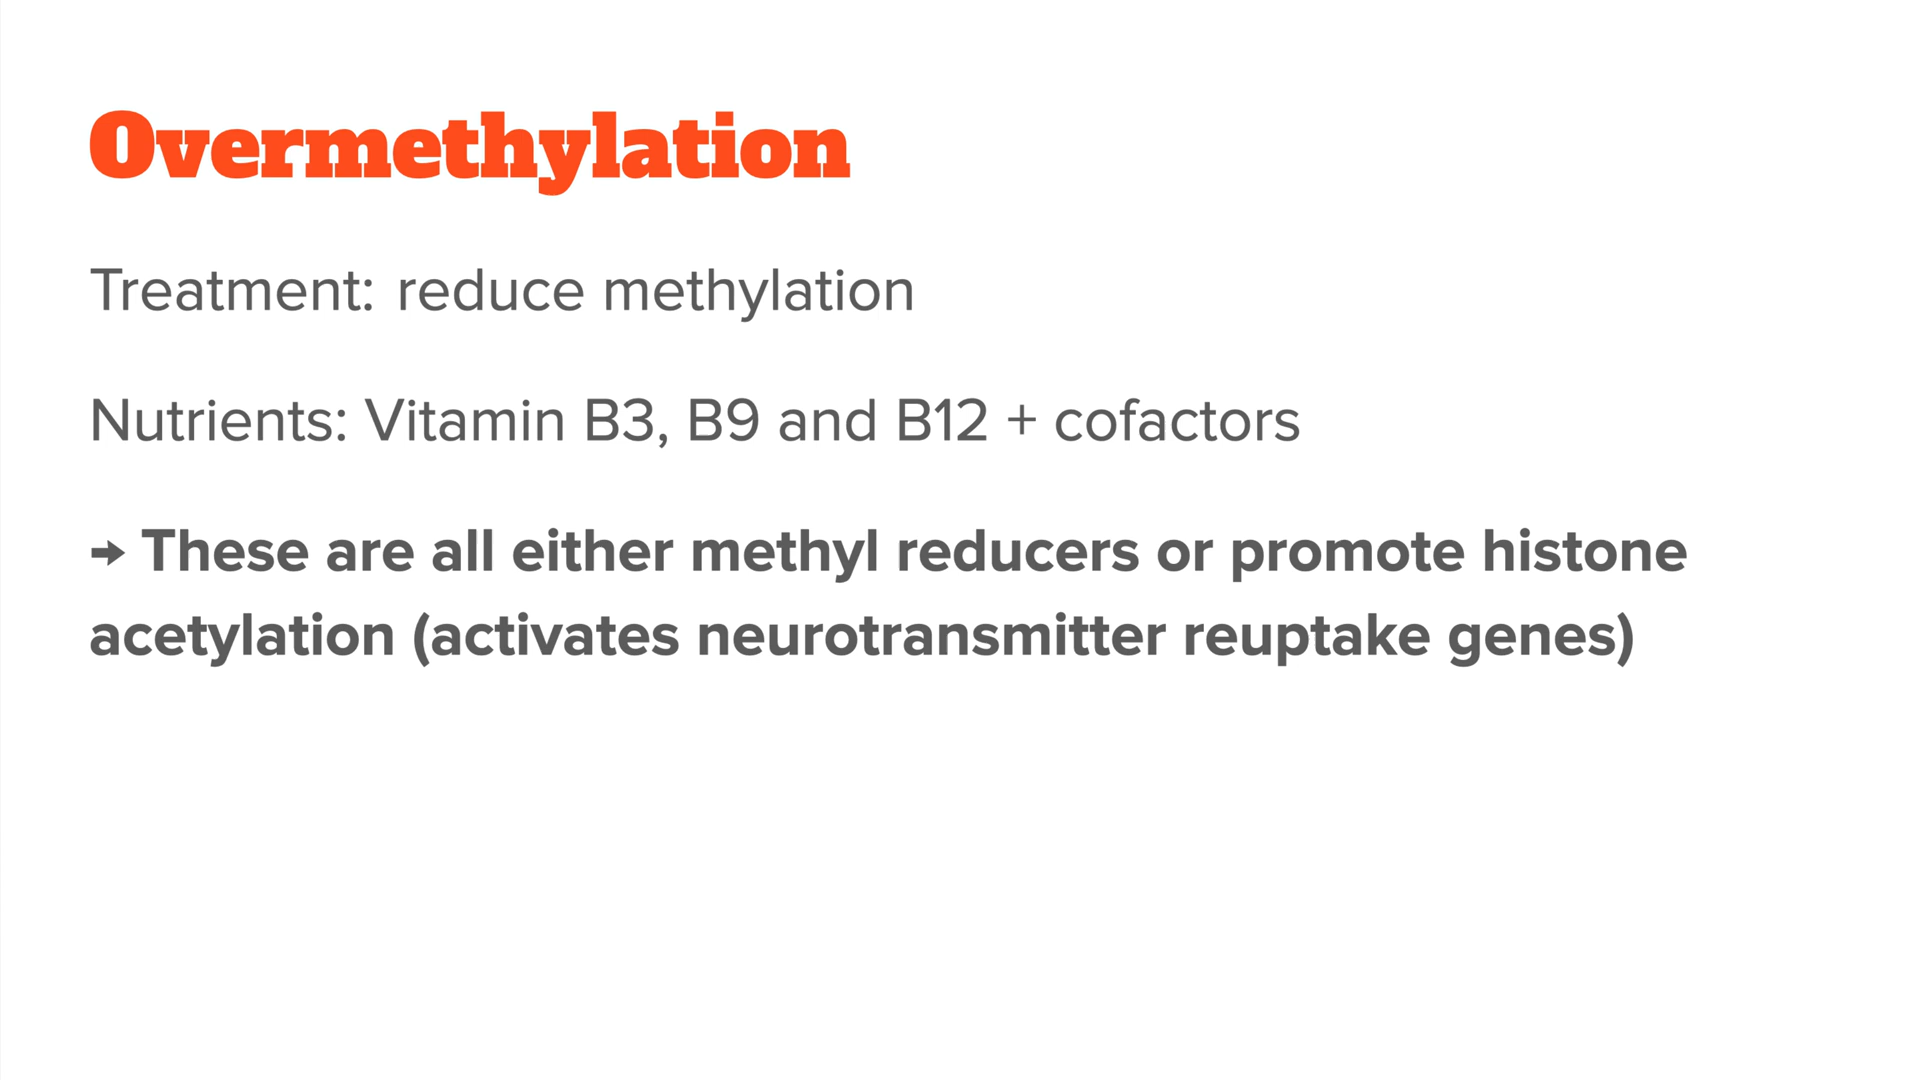 Overmethylation
Treatment: reduce methylation
Nutrients: Vitamin B3, B9 and B12 + cofactors
→ These are all either methyl reducers or promote histone
acetylation (activates neurotransmitter reuptake genes)